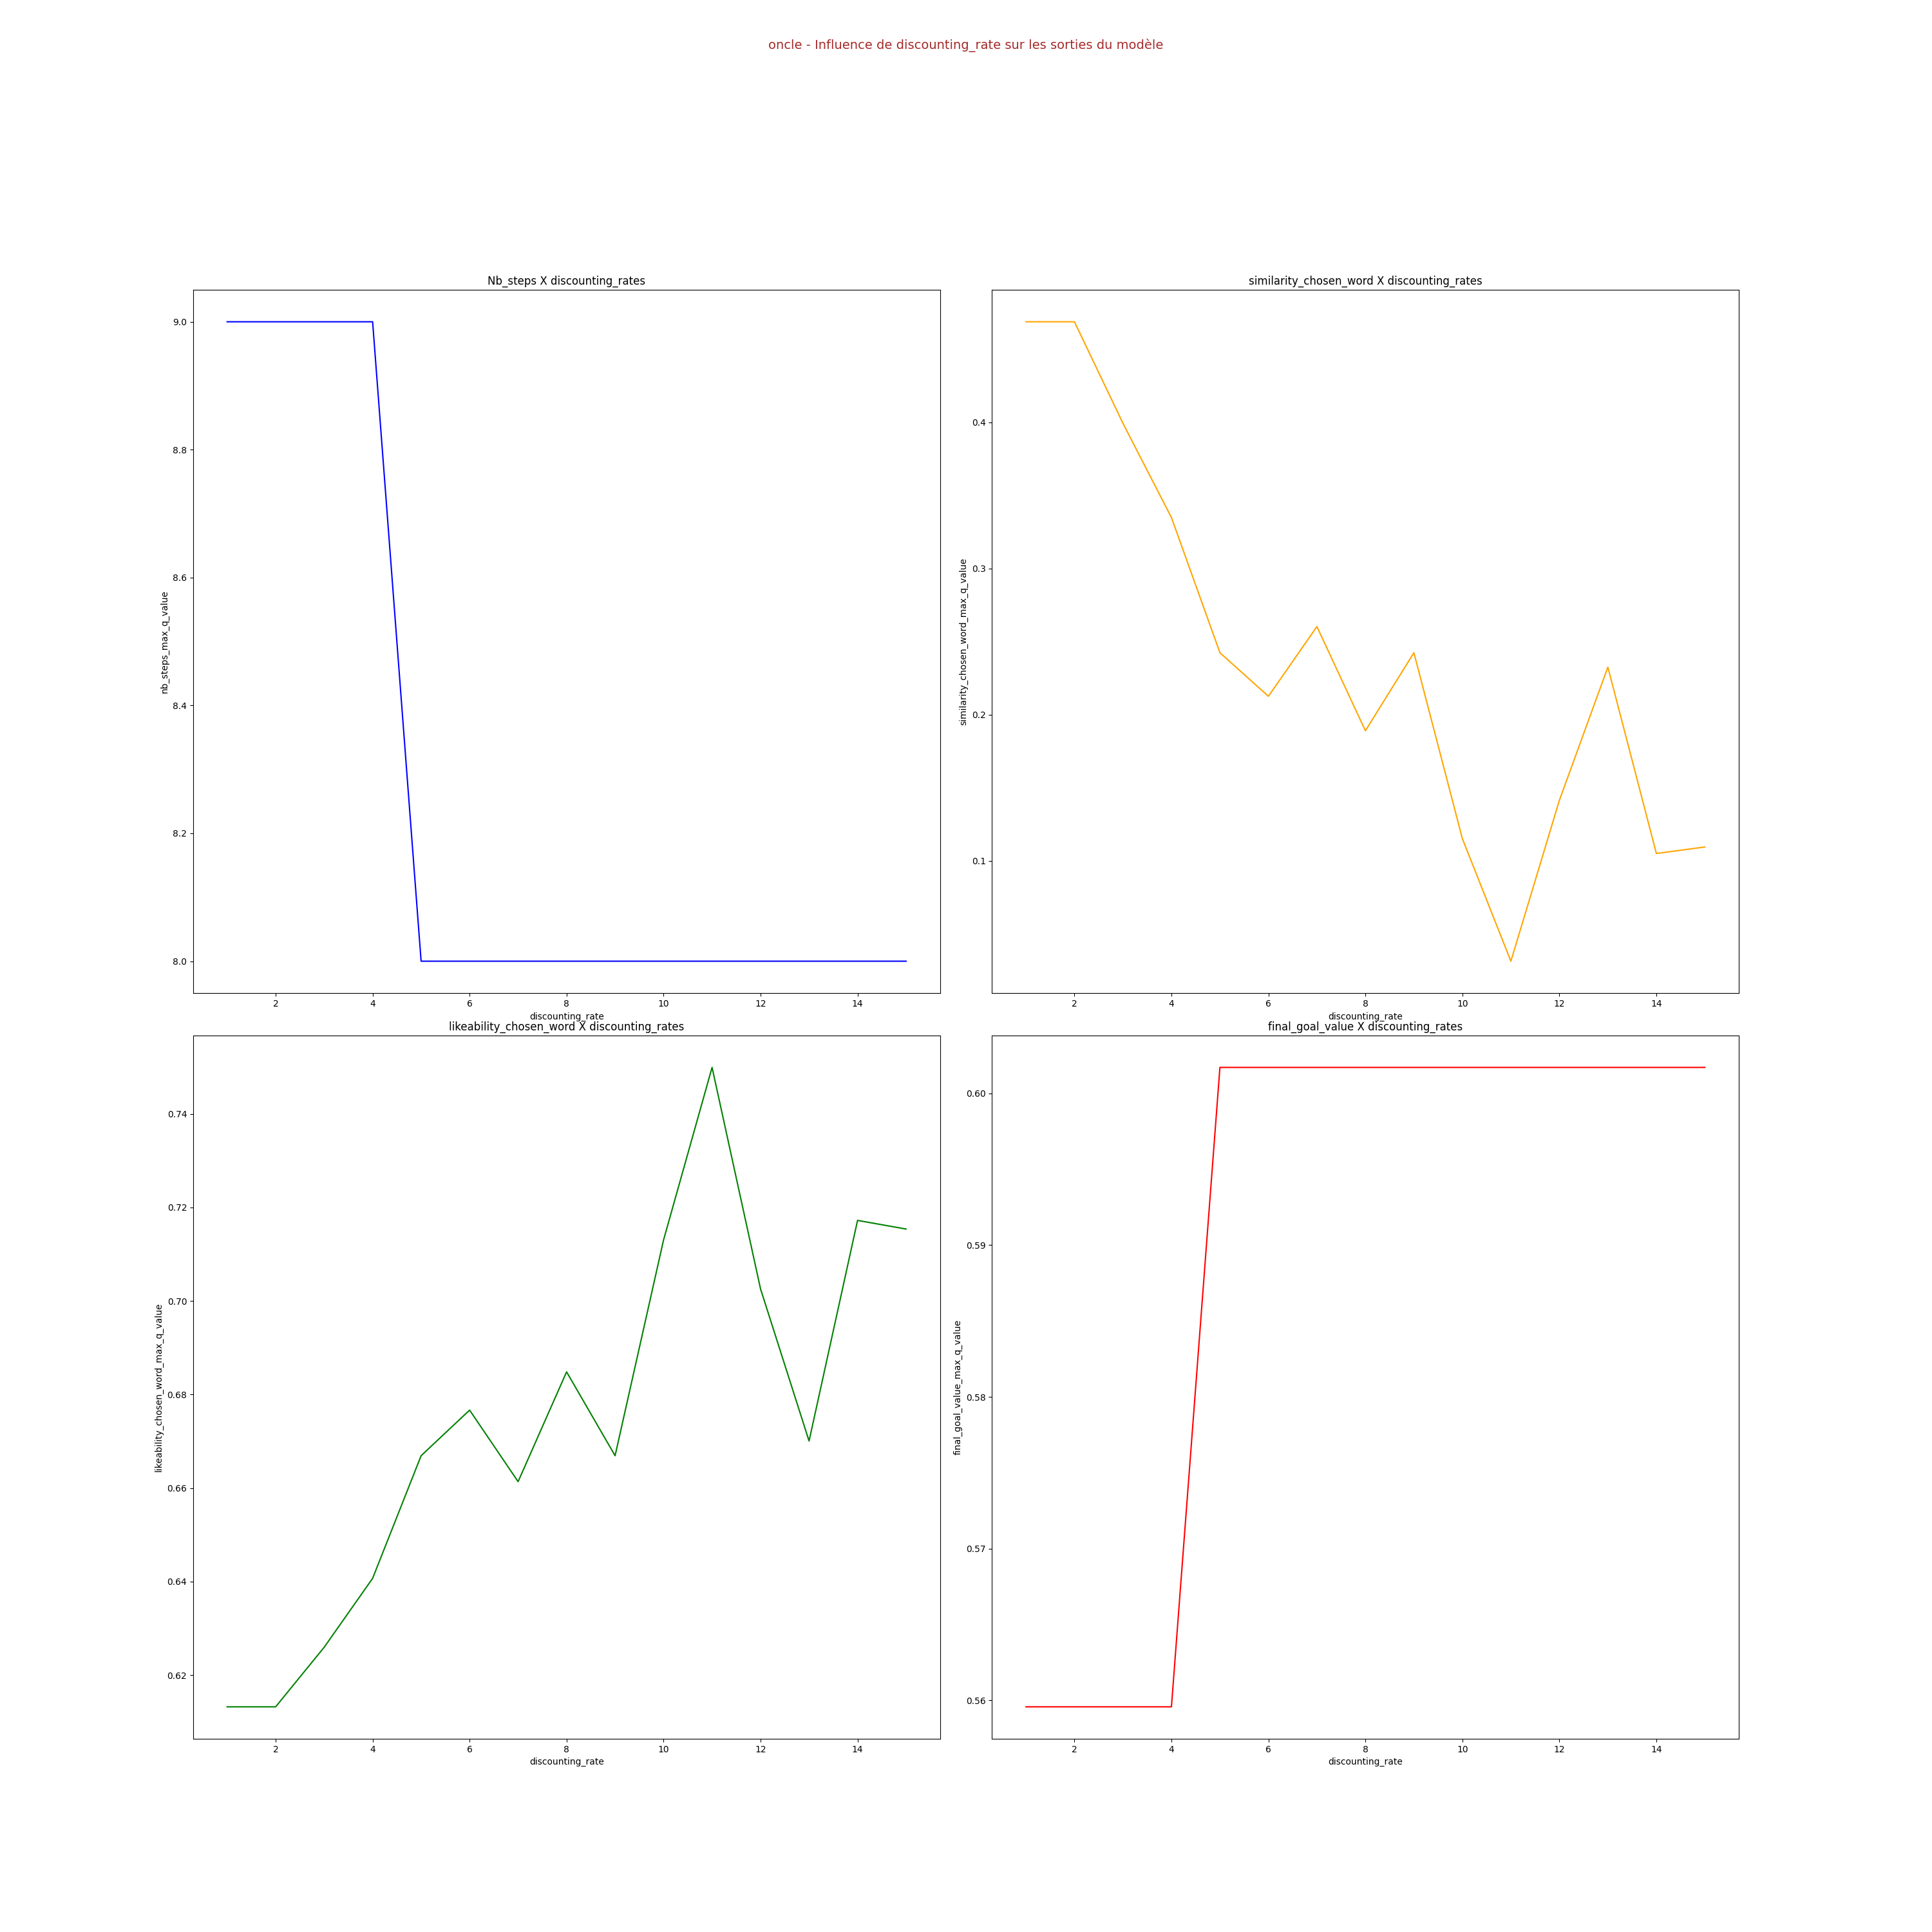 oncle - Influence de discounting_rate sur les sorties du modèle
Nb_steps X discounting_rates
9.0
8.8
8.6
8.4
8.2
8.0
nb_steps_max_q_value
2 4 6 8 10 12 14
discounting_rate
similarity_chosen_word X discounting_rates
0.4
0.3
0.2
0.1
similarity_chosen_word_max_q_value
2 4 6 8 10 12 14
discounting_rate
likeability_chosen_word X discounting_rates
0.74
0.72
0.70
0.68
0.66
0.64
0.62
likeability_chosen_word_max_q_value
2 4 6 8 10 12 14
discounting_rate
final_goal_value X discounting_rates
0.60
0.59
0.58
0.57
0.56
final_goal_value_max_q_value
2 4 6 8 10 12 14
discounting_rate